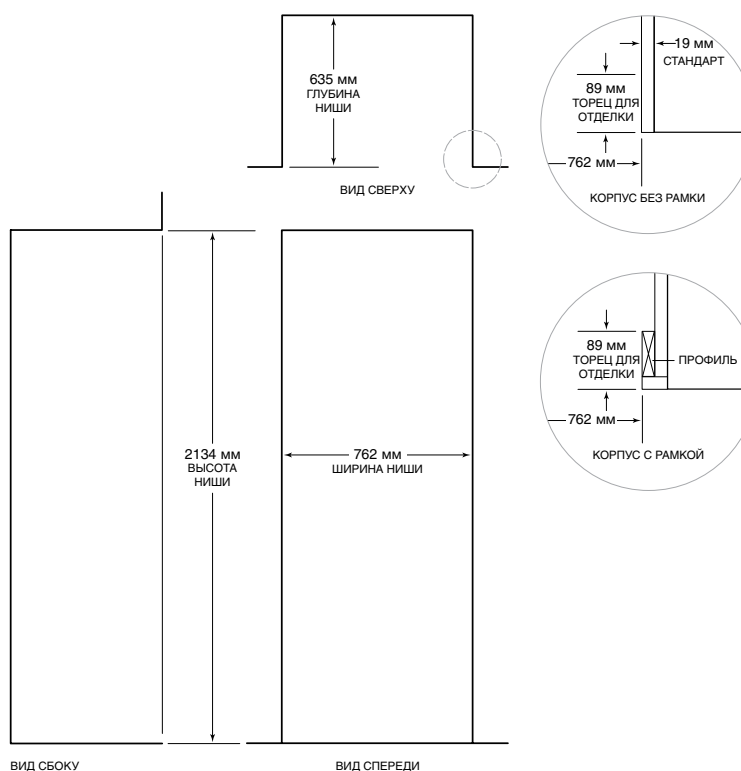 635 мм
ГЛУБИНА
НИШИ
ВИД СВЕРХУ
19 мм
СТАНДАРТ
89 мм
ТОРЕЦ ДЛЯ
ОТДЕЛКИ
762 мм
КОРПУС БЕЗ РАМКИ
89 мм
ТОРЕЦ ДЛЯ
ОТДЕЛКИ
ПРОФИЛЬ
762 мм
КОРПУС С РАМКОЙ
2134 мм
ВЫСОТА
НИШИ
762 мм
ШИРИНА НИШИ
ВИД СБОКУ
ВИД СПЕРЕДИ